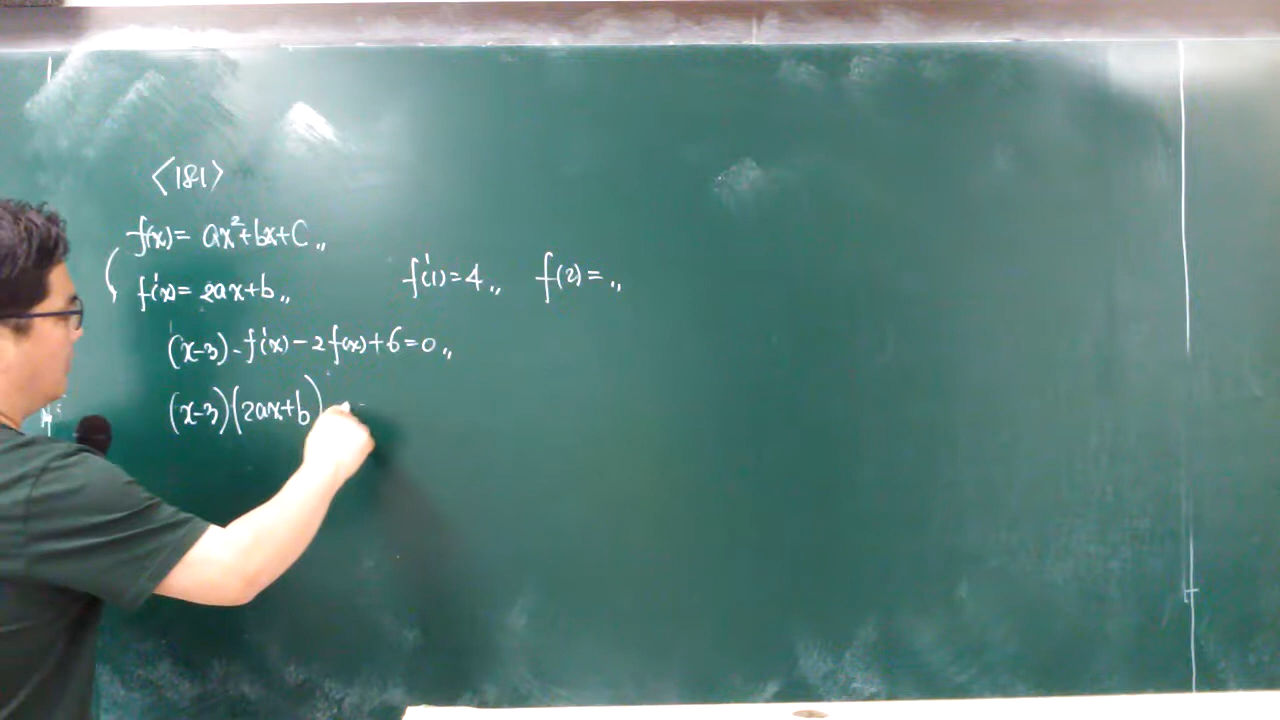 <181>
f(x)= ax²+bx+C,,
f'(x)= 2ax+b,,
f'(1)=4,, f(2)= ,,
(x-3)-f'(x)-2f(x)+6=0,,
(x-3)(2ax+b)